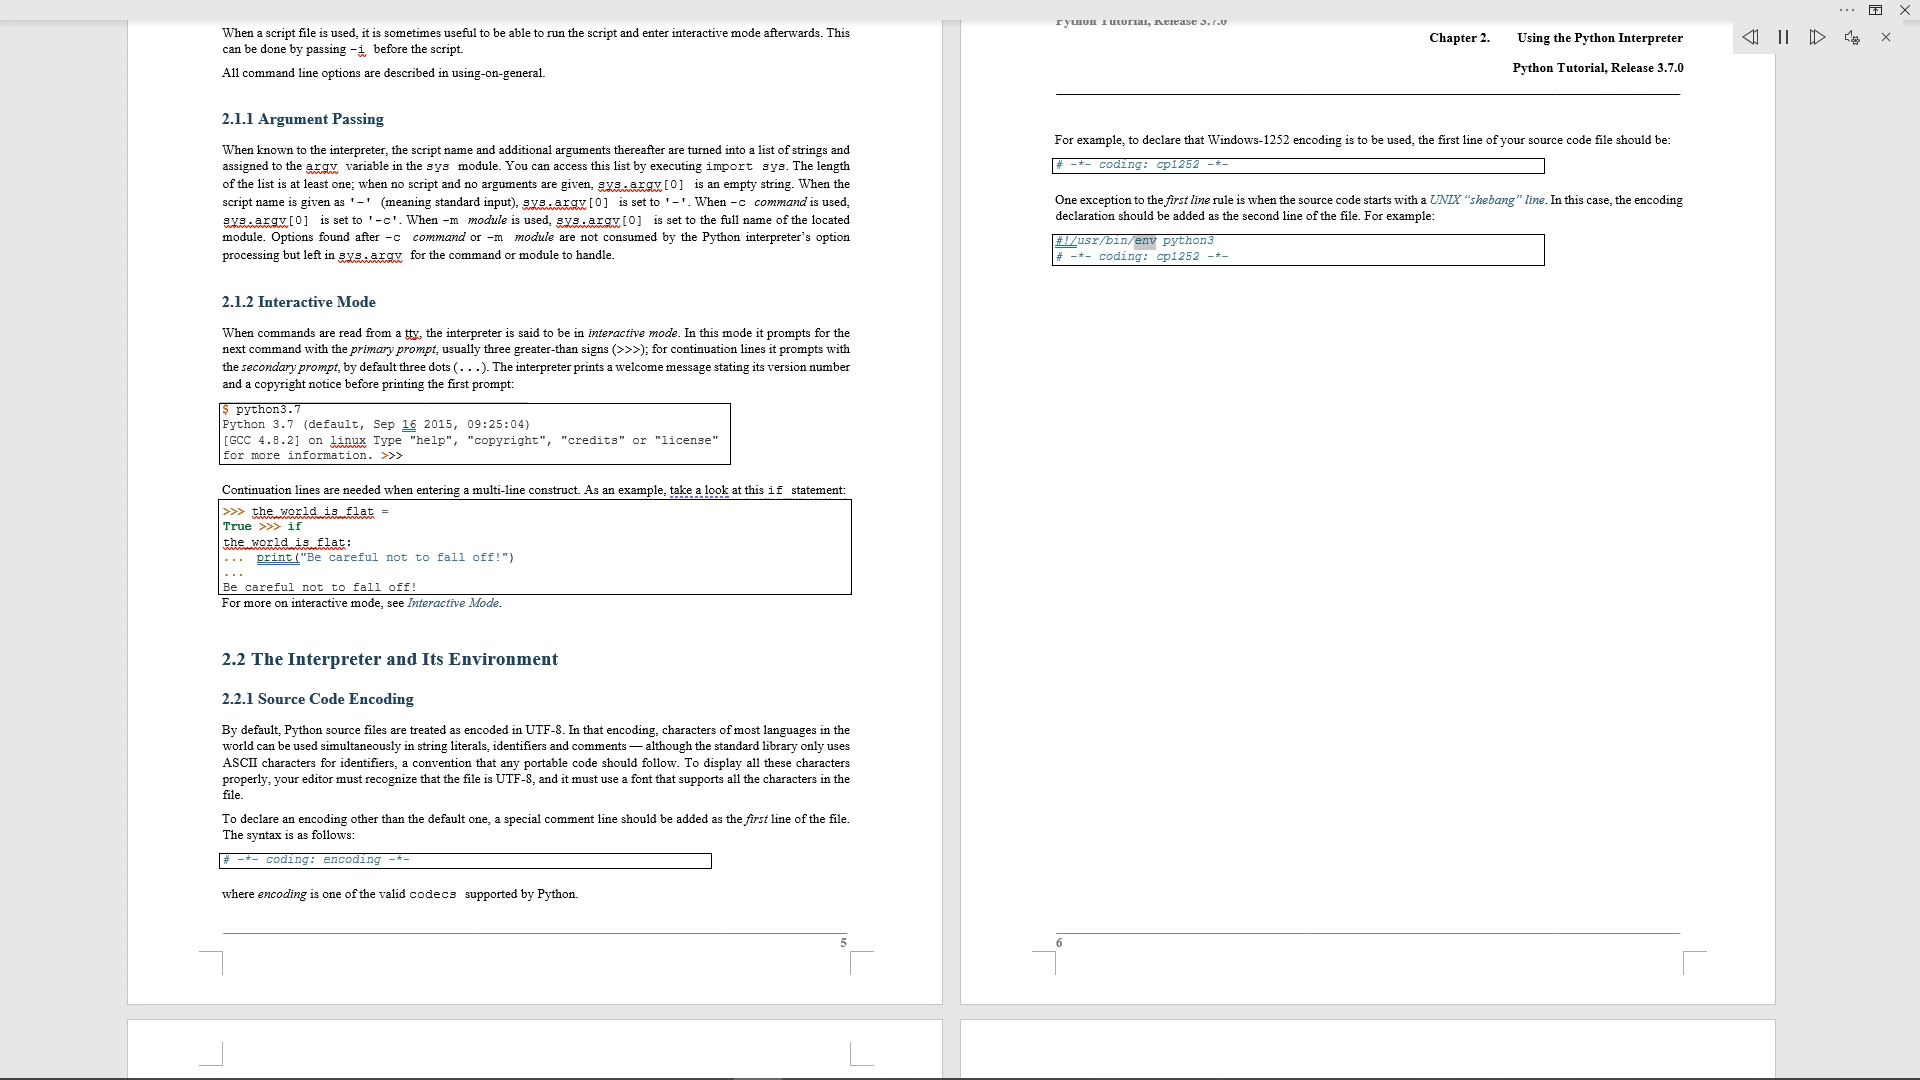 When a script file is used, it is sometimes useful to be able to run the script and enter interactive mode afterwards. This
can be done by passing -i before the script.
All command line options are described in using-on-general.
2.1.1 Argument Passing
When known to the interpreter, the script name and additional arguments thereafter are turned into a list of strings and
assigned to the argv variable in the sys module. You can access this list by executing import sys. The length
of the list is at least one; when no script and no arguments are given, sys.argv[0] is an empty string. When the
script name is given as '-' (meaning standard input), sys.argv[0] is set to '-'. When -c command is used,
sys.argv[0] is set to '-c'. When -m module is used, sys.argv[0] is set to the full name of the located
module. Options found after -c command or -m module are not consumed by the Python interpreter's option
processing but left in sys.argv for the command or module to handle.
2.1.2 Interactive Mode
When commands are read from a tty, the interpreter is said to be in interactive mode. In this mode it prompts for the
next command with the primary prompt, usually three greater-than signs (>>>); for continuation lines it prompts with
the secondary prompt, by default three dots (...). The interpreter prints a welcome message stating its version number
and a copyright notice before printing the first prompt:
$ python3.7
Python 3.7 (default, Sep 16 2015, 09:25:04)
[GCC 4.8.2] on linux Type "help", "copyright", "credits" or "license"
for more information. >>>
Continuation lines are needed when entering a multi-line construct. As an example, take a look at this if statement:
>>> the_world_is_flat =
True >>> if
the_world_is_flat:
... print("Be careful not to fall off!")
...
Be careful not to fall off!
For more on interactive mode, see Interactive Mode.
2.2 The Interpreter and Its Environment
2.2.1 Source Code Encoding
By default, Python source files are treated as encoded in UTF-8. In that encoding, characters of most languages in the
world can be used simultaneously in string literals, identifiers and comments — although the standard library only uses
ASCII characters for identifiers, a convention that any portable code should follow. To display all these characters
properly, your editor must recognize that the file is UTF-8, and it must use a font that supports all the characters in the
file.
To declare an encoding other than the default one, a special comment line should be added as the first line of the file.
The syntax is as follows:
# -*- coding: encoding -*-
where encoding is one of the valid codecs supported by Python.
5
Python Tutorial, Release 3.7.0
Chapter 2. Using the Python Interpreter
Python Tutorial, Release 3.7.0
For example, to declare that Windows-1252 encoding is to be used, the first line of your source code file should be:
# -*- coding: cp1252 -*-
One exception to the first line rule is when the source code starts with a UNIX “shebang” line. In this case, the encoding
declaration should be added as the second line of the file. For example:
#!/usr/bin/env python3
# -*- coding: cp1252 -*-
6